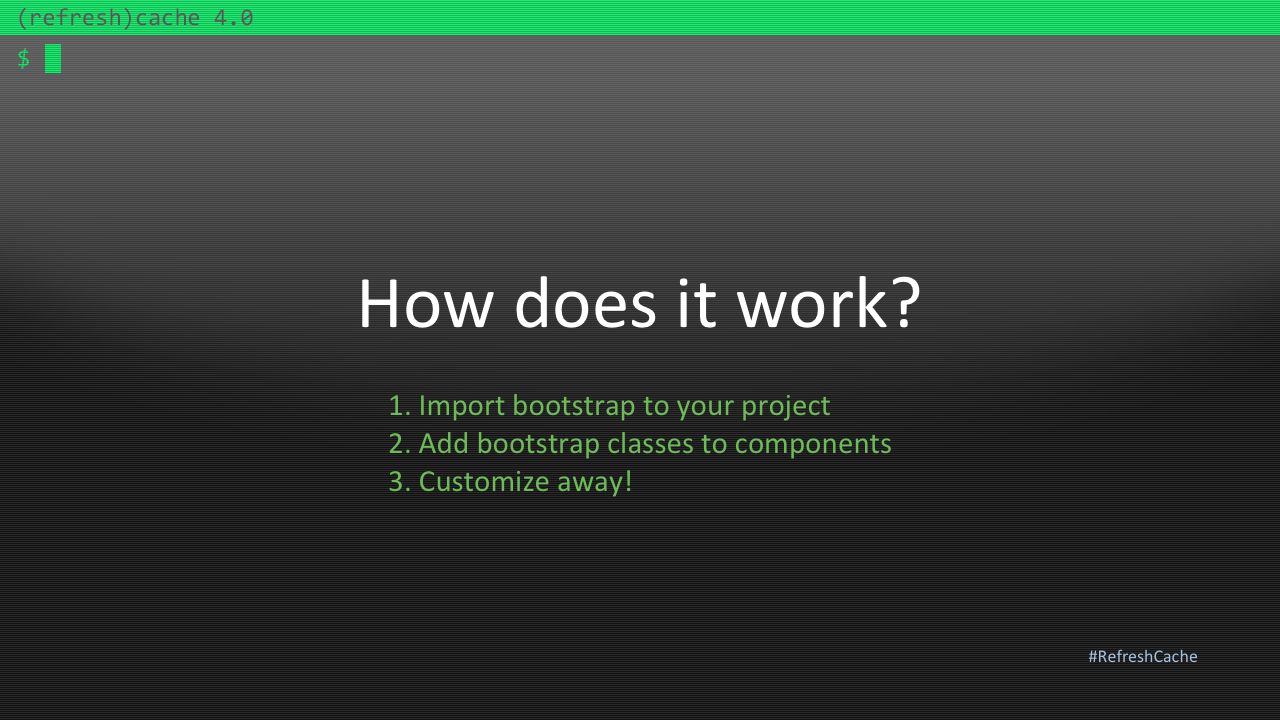 (refresh)cache 4.0
$
How does it work?
1. Import bootstrap to your project
2. Add bootstrap classes to components
3. Customize away!
#RefreshCache